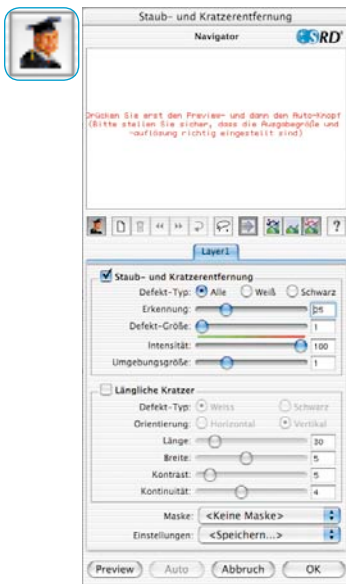 Staub- und Kratzerentfernung
Navigator
SRD
Drücken Sie erst den Preview- und dann den Auto-Knopf
(Bitte stellen Sie sicher, dass die Ausgabegröße und
-auflösung richtig eingestellt sind)
?
Layer1
Staub- und Kratzerentfernung
Defekt-Typ: Alle Weiß Schwarz
Erkennung: 25
Defekt-Größe: 1
Intensität: 100
Umgebungsgröße: 1
Längliche Kratzer
Defekt-Typ: Weiss Schwarz
Orientierung: Horizontal Vertikal
Länge: 30
Breite: 5
Kontrast: 5
Kontinuität: 4
Maske: <Keine Maske>
Einstellungen: <Speichern...>
Preview Auto Abbruch OK